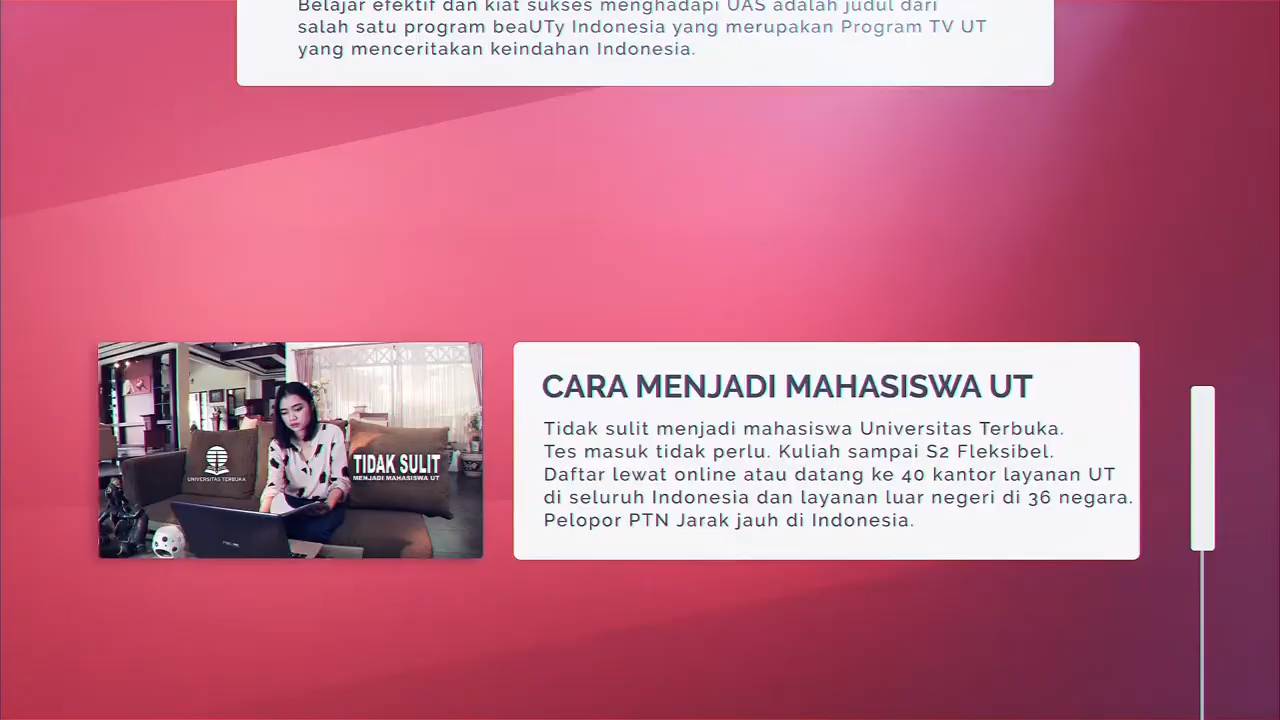 Belajar efektif dan kiat sukses menghadapi UAS adalah judul dari
salah satu program beaUTy Indonesia yang merupakan Program TV UT
yang menceritakan keindahan Indonesia.
CARA MENJADI MAHASISWA UT
Tidak sulit menjadi mahasiswa Universitas Terbuka.
Tes masuk tidak perlu. Kuliah sampai S2 Fleksibel.
Daftar lewat online atau datang ke 40 kantor layanan UT
di seluruh Indonesia dan layanan luar negeri di 36 negara.
Pelopor PTN Jarak jauh di Indonesia.
UNIVERSITAS TERBUKA
TIDAK SULIT
MENJADI MAHASISWA UT